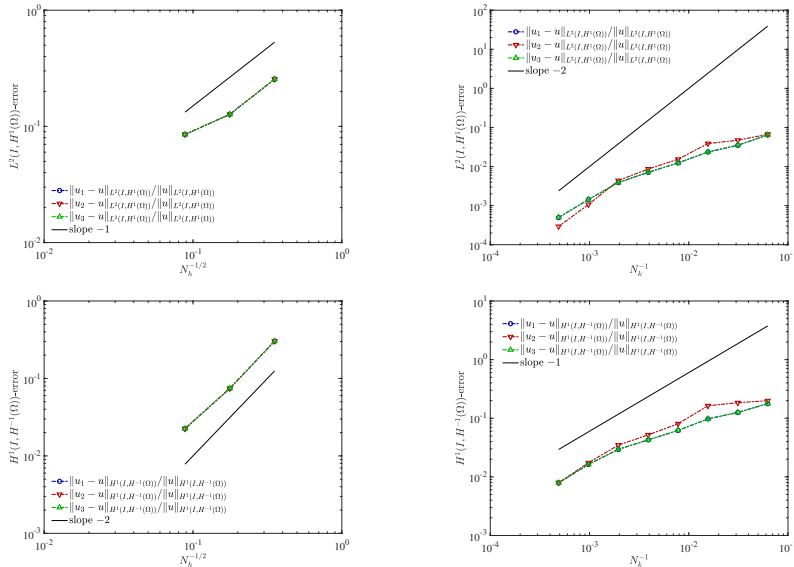 10^0
10^-1
10^-2
L^2(I, H^1(Ω))-error
‖u_1 − u‖_{L^2(I,H^1(Ω))}/‖u‖_{L^2(I,H^1(Ω))}
‖u_2 − u‖_{L^2(I,H^1(Ω))}/‖u‖_{L^2(I,H^1(Ω))}
‖u_3 − u‖_{L^2(I,H^1(Ω))}/‖u‖_{L^2(I,H^1(Ω))}
slope −1
10^-2 10^-1 10^0
N_h^{-1/2}
10^2
10^1
10^0
10^-1
10^-2
10^-3
10^-4
L^2(I, H^1(Ω))-error
‖u_1 − u‖_{L^2(I,H^1(Ω))}/‖u‖_{L^2(I,H^1(Ω))}
‖u_2 − u‖_{L^2(I,H^1(Ω))}/‖u‖_{L^2(I,H^1(Ω))}
‖u_3 − u‖_{L^2(I,H^1(Ω))}/‖u‖_{L^2(I,H^1(Ω))}
slope −2
10^-4 10^-3 10^-2 10^-
N_k^{-1}
10^0
10^-1
10^-2
10^-3
H^1(I, H^{-1}(Ω))-error
‖u_1 − u‖_{H^1(I,H^{-1}(Ω))}/‖u‖_{H^1(I,H^{-1}(Ω))}
‖u_2 − u‖_{H^1(I,H^{-1}(Ω))}/‖u‖_{H^1(I,H^{-1}(Ω))}
‖u_3 − u‖_{H^1(I,H^{-1}(Ω))}/‖u‖_{H^1(I,H^{-1}(Ω))}
slope −2
10^-2 10^-1 10^0
N_h^{-1/2}
10^1
10^0
10^-1
10^-2
10^-3
H^1(I, H^{-1}(Ω))-error
‖u_1 − u‖_{H^1(I,H^{-1}(Ω))}/‖u‖_{H^1(I,H^{-1}(Ω))}
‖u_2 − u‖_{H^1(I,H^{-1}(Ω))}/‖u‖_{H^1(I,H^{-1}(Ω))}
‖u_3 − u‖_{H^1(I,H^{-1}(Ω))}/‖u‖_{H^1(I,H^{-1}(Ω))}
slope −1
10^-4 10^-3 10^-2 10^-
N_k^{-1}